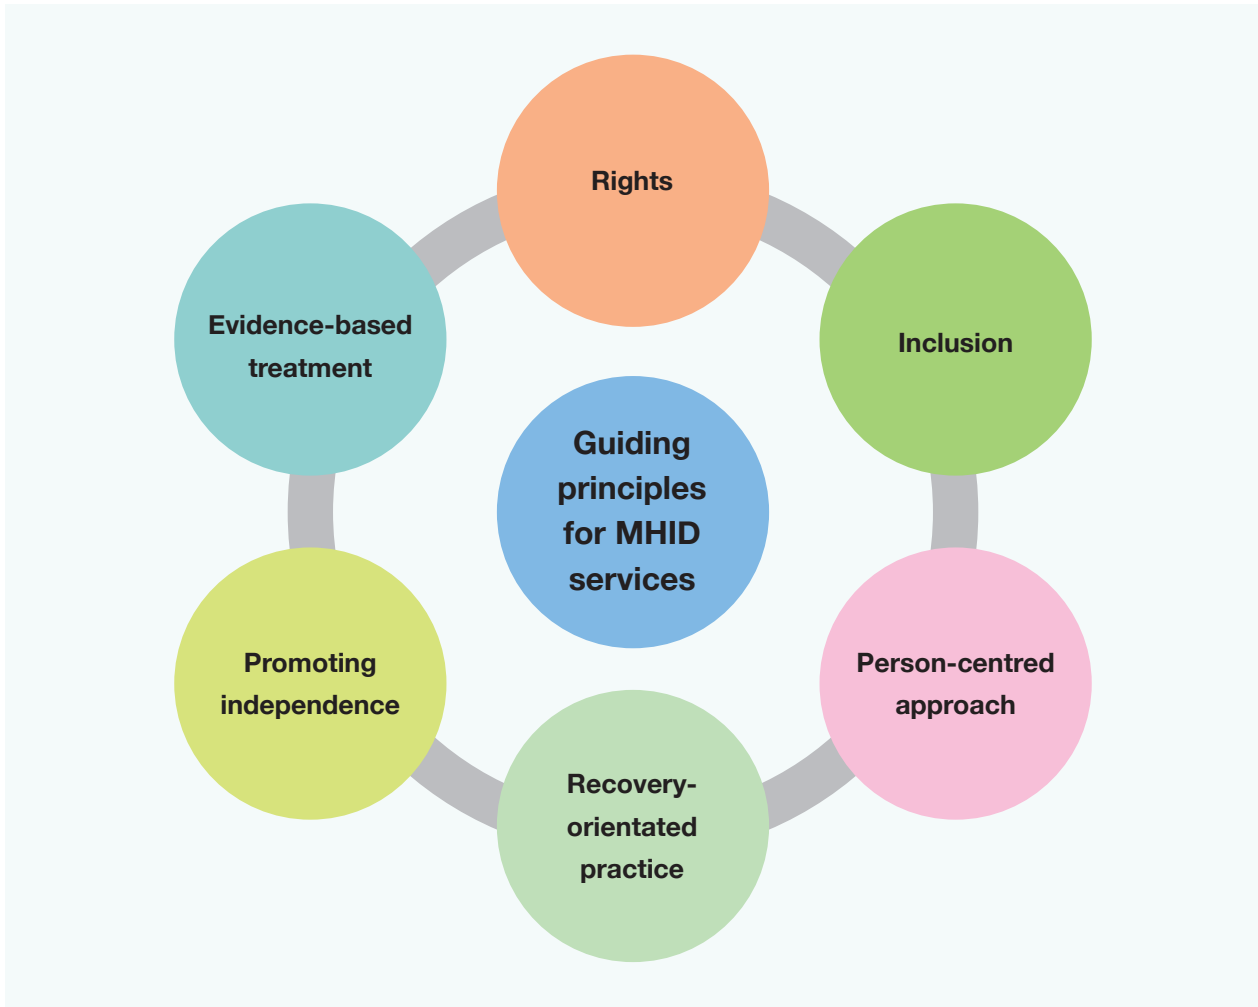 Rights
Inclusion
Person-centred
approach
Recovery-
orientated
practice
Promoting
independence
Evidence-based
treatment
Guiding
principles
for MHID
services